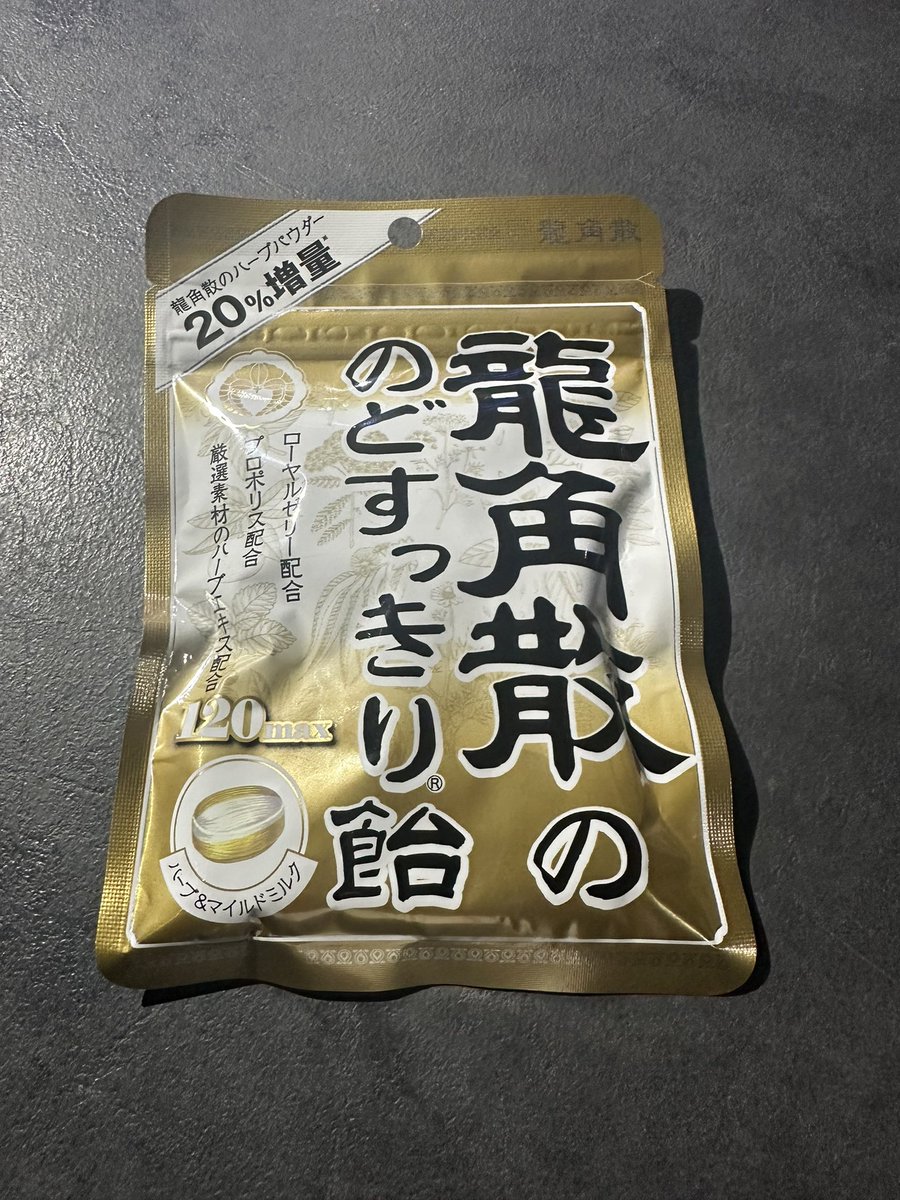 龍角散のハーブパウダー
20%増量※
龍角散
龍角散の
のどすっきり®飴
ローヤルゼリー配合
プロポリス配合
厳選素材のハーブエキス配合
120max
ハーブ&マイルドミルク